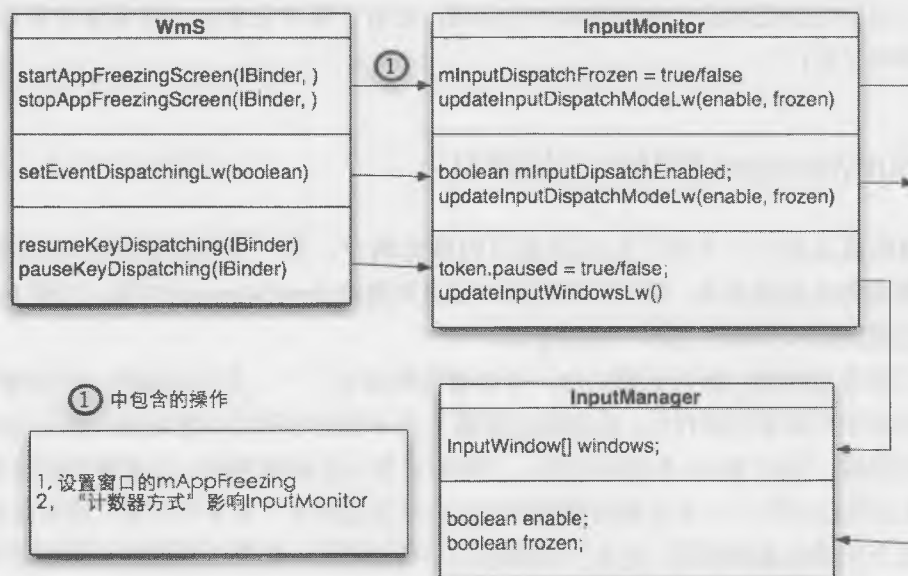 WmS
startAppFreezingScreen(IBinder, )
stopAppFreezingScreen(IBinder, )
setEventDispatchingLw(boolean)
resumeKeyDispatching(IBinder)
pauseKeyDispatching(IBinder)
1
InputMonitor
mInputDispatchFrozen = true/false
updateInputDispatchModeLw(enable, frozen)
boolean mInputDipsatchEnabled;
updateInputDispatchModeLw(enable, frozen)
token.paused = true/false;
updateInputWindowsLw()
1 中包含的操作
1. 设置窗口的mAppFreezing
2, “计数器方式”影响InputMonitor
InputManager
InputWindow[] windows;
boolean enable;
boolean frozen;